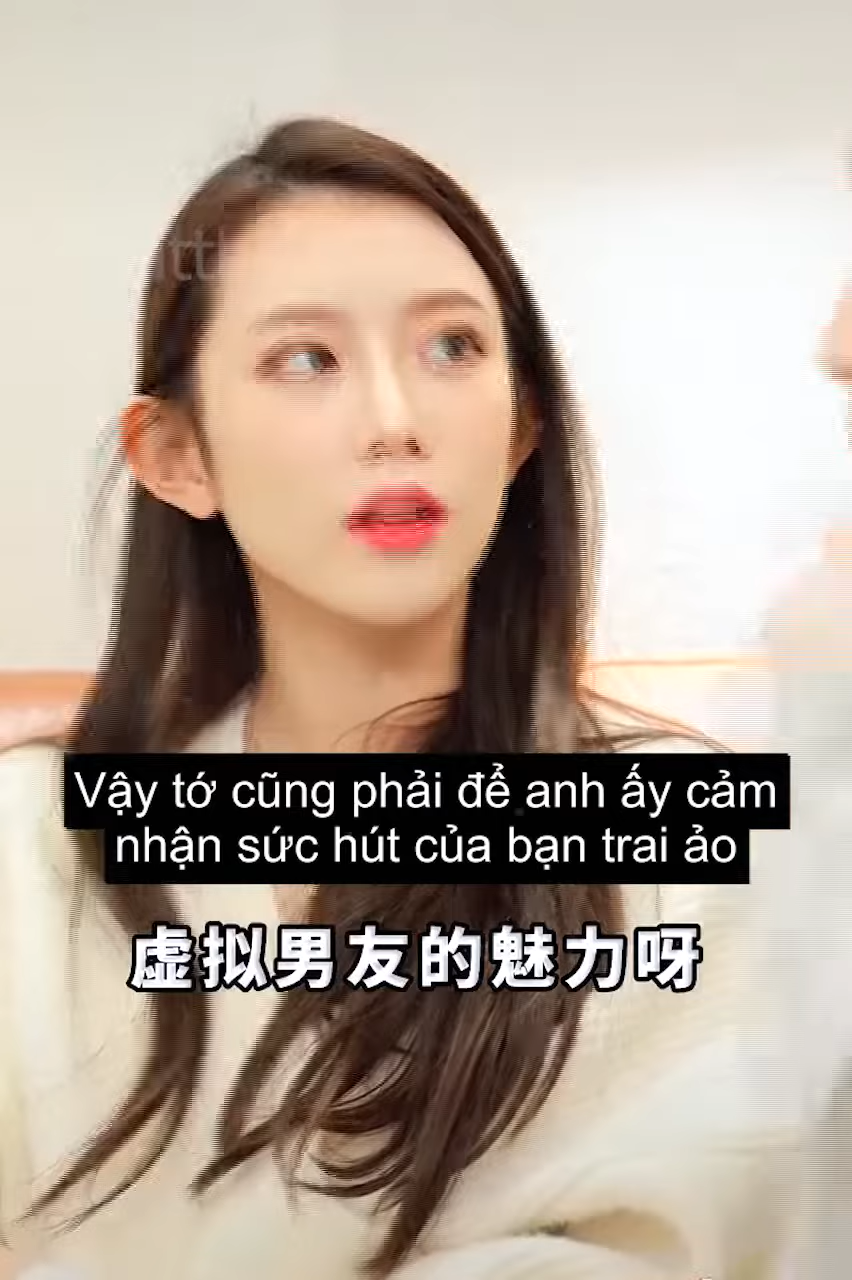 Vậy tớ cũng phải để anh ấy cảm
nhận sức hút của bạn trai ảo
虚拟男友的魅力呀